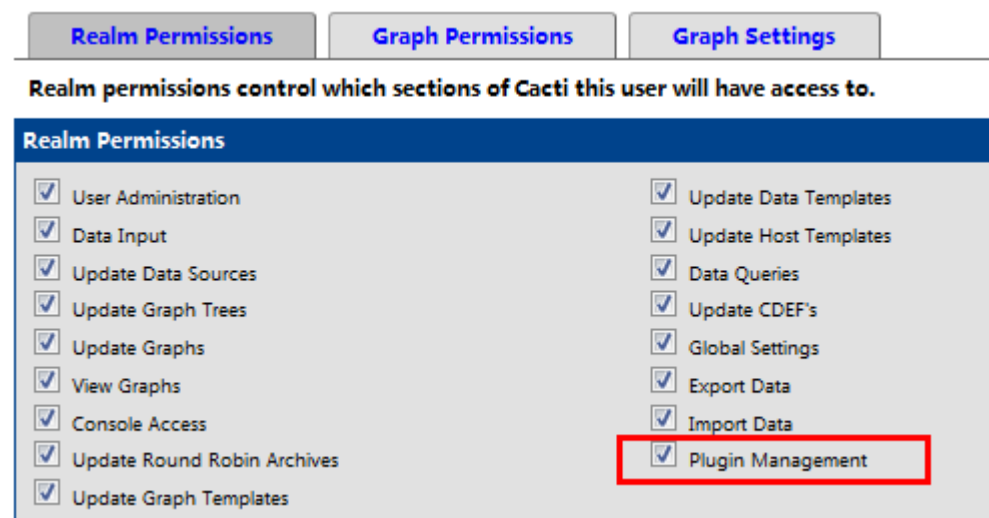 Realm Permissions Graph Permissions Graph Settings
Realm permissions control which sections of Cacti this user will have access to.
Realm Permissions
User Administration
Data Input
Update Data Sources
Update Graph Trees
Update Graphs
View Graphs
Console Access
Update Round Robin Archives
Update Graph Templates
Update Data Templates
Update Host Templates
Data Queries
Update CDEF's
Global Settings
Export Data
Import Data
Plugin Management